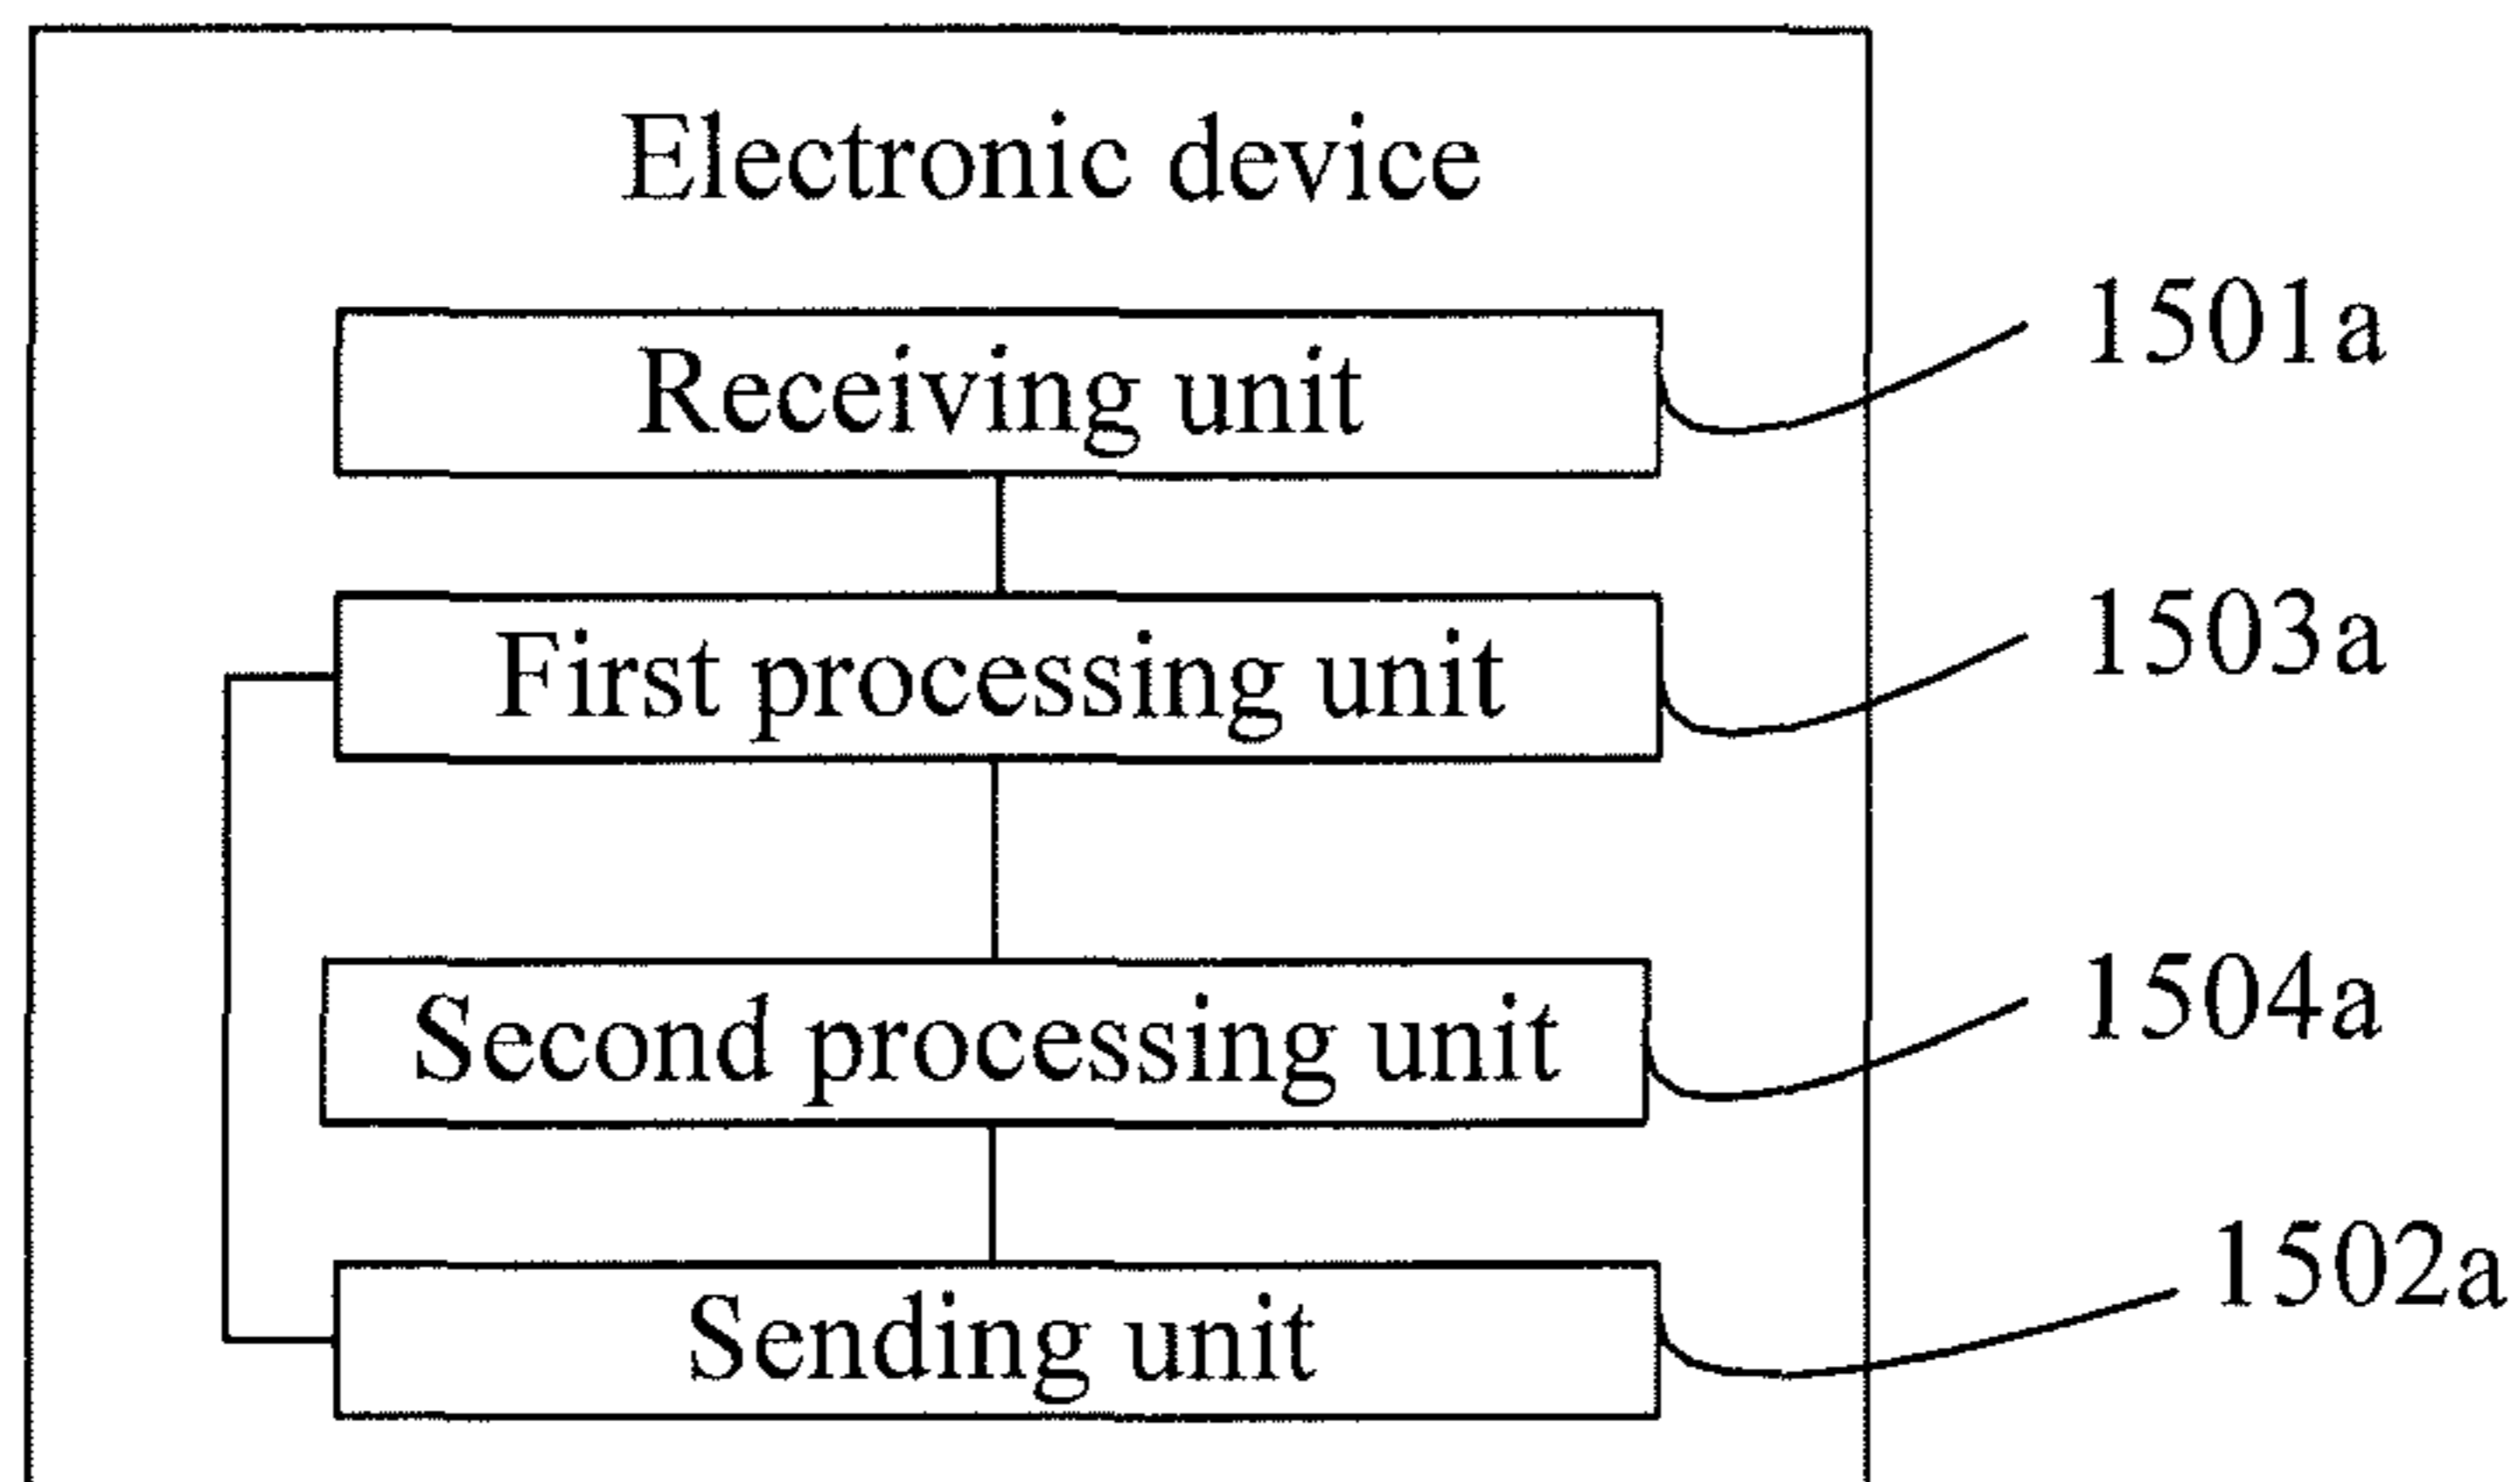 Electronic device
Receiving unit
1501a
First processing unit
1503a
Second processing unit
1504a
Sending unit
1502a